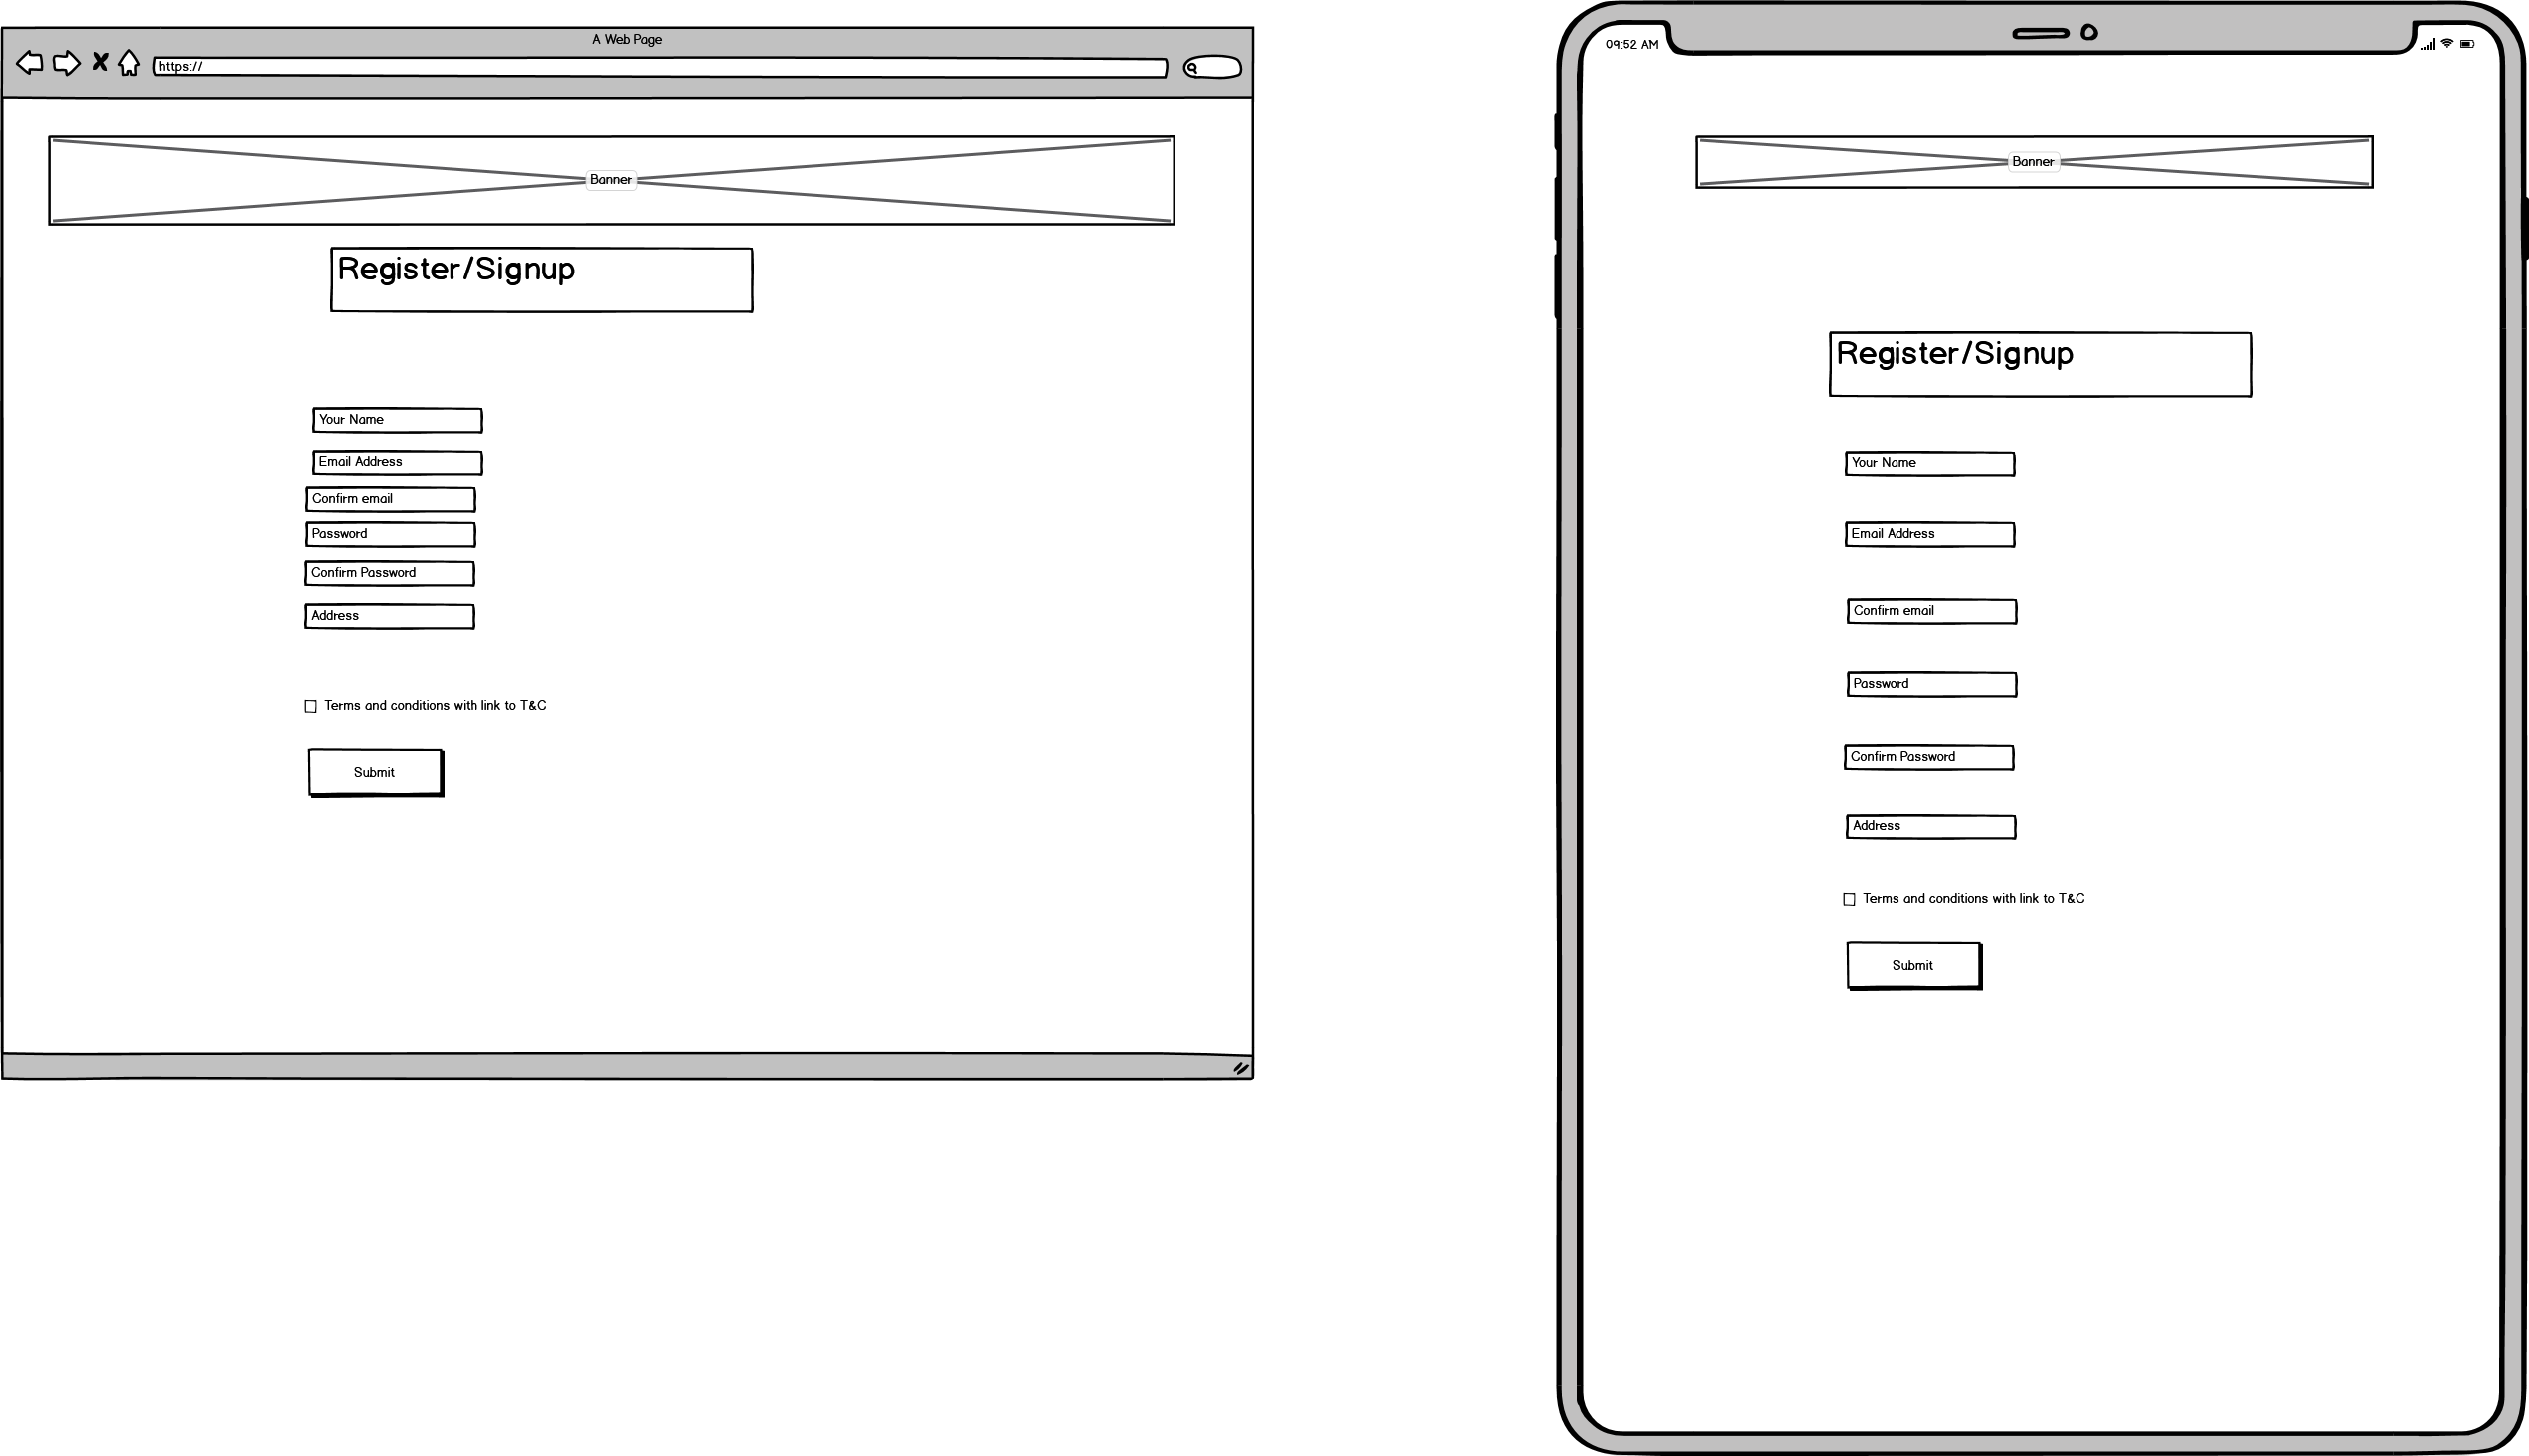 A Web Page
https://
Banner
Register/Signup
Your Name
Email Address
Confirm email
Password
Confirm Password
Address
Terms and conditions with link to T&C
Submit
09:52 AM
Banner
Register/Signup
Your Name
Email Address
Confirm email
Password
Confirm Password
Address
Terms and conditions with link to T&C
Submit